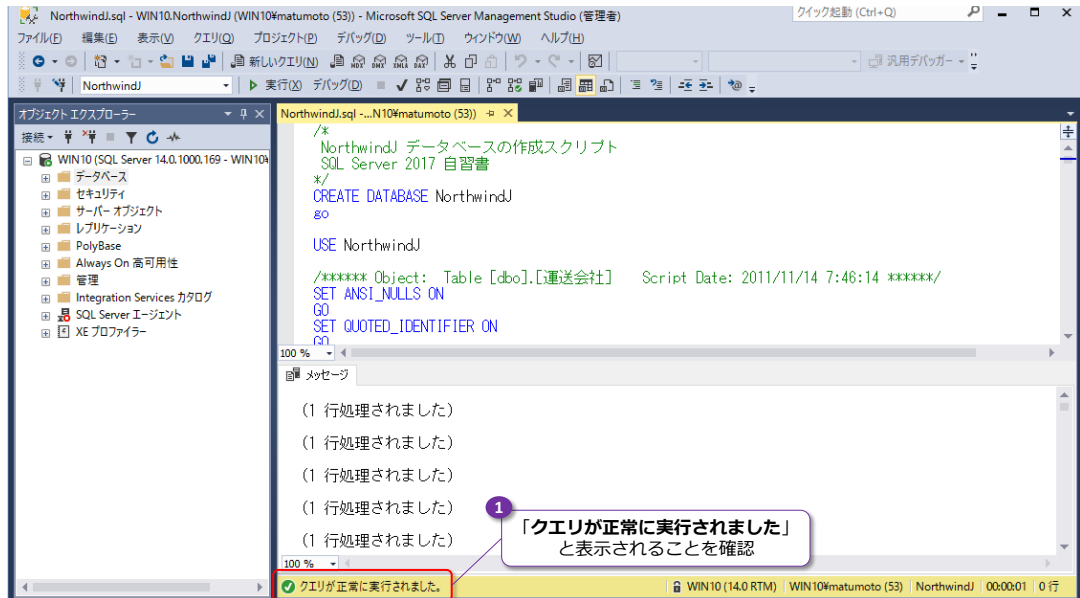 NorthwindJ.sql - WIN10.NorthwindJ (WIN10¥matumoto (53)) - Microsoft SQL Server Management Studio (管理者)
クイック起動 (Ctrl+Q)
ファイル(F) 編集(E) 表示(V) クエリ(Q) プロジェクト(P) デバッグ(D) ツール(T) ウィンドウ(W) ヘルプ(H)
新しいクエリ(N) MDX DMX XMLA DAX 汎用デバッガー
NorthwindJ 実行(X) デバッグ(D)
オブジェクト エクスプローラー
接続
WIN10 (SQL Server 14.0.1000.169 - WIN10¥
データベース
セキュリティ
サーバー オブジェクト
レプリケーション
PolyBase
Always On 高可用性
管理
Integration Services カタログ
SQL Server エージェント
XE プロファイラー
NorthwindJ.sql -...N10¥matumoto (53))
/*
NorthwindJ データベースの作成スクリプト
SQL Server 2017 自習書
*/
CREATE DATABASE NorthwindJ
go
USE NorthwindJ
/****** Object: Table [dbo].[運送会社] Script Date: 2011/11/14 7:46:14 ******/
SET ANSI_NULLS ON
GO
SET QUOTED_IDENTIFIER ON
GO
100 %
メッセージ
(1 行処理されました)
(1 行処理されました)
(1 行処理されました)
(1 行処理されました)
(1 行処理されました)
1
「クエリが正常に実行されました」
と表示されることを確認
100 %
クエリが正常に実行されました。
WIN10 (14.0 RTM) WIN10¥matumoto (53) NorthwindJ 00:00:01 0 行